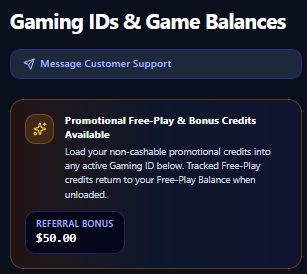 Gaming IDs & Game Balances
Message Customer Support
Promotional Free-Play & Bonus Credits
Available
Load your non-cashable promotional credits into
any active Gaming ID below. Tracked Free-Play
credits return to your Free-Play Balance when
unloaded.
REFERRAL BONUS
$50.00